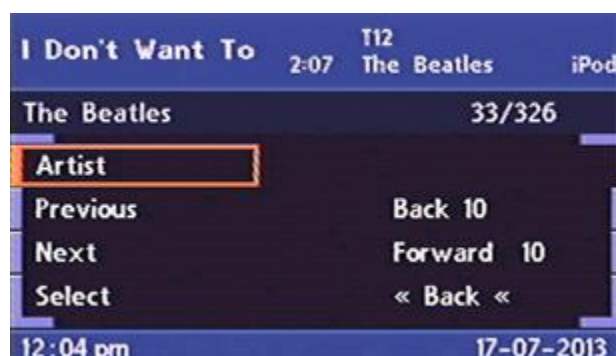 I Don't Want To 2:07 T12
The Beatles iPod
The Beatles 33/326
Artist
Previous Back 10
Next Forward 10
Select « Back «
12:04 pm 17-07-2013